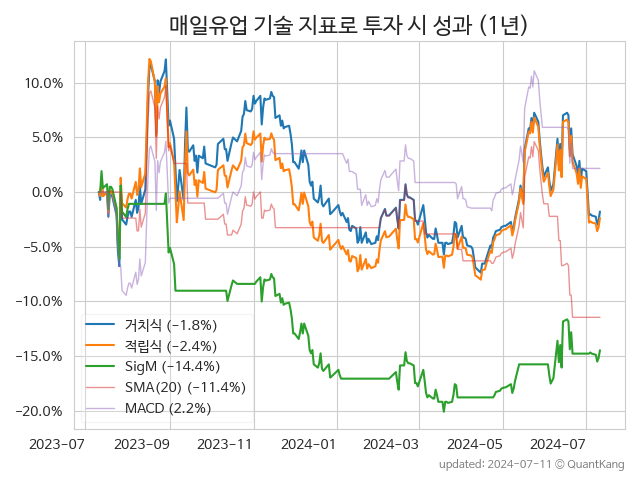 매일유업 기술 지표로 투자 시 성과 (1년)
10.0%
5.0%
0.0%
−5.0%
−10.0%
−15.0%
−20.0%
거치식 (−1.8%)
적립식 (−2.4%)
SigM (−14.4%)
SMA(20) (−11.4%)
MACD (2.2%)
2023-07
2023-09
2023-11
2024-01
2024-03
2024-05
2024-07
updated: 2024-07-11 © QuantKang